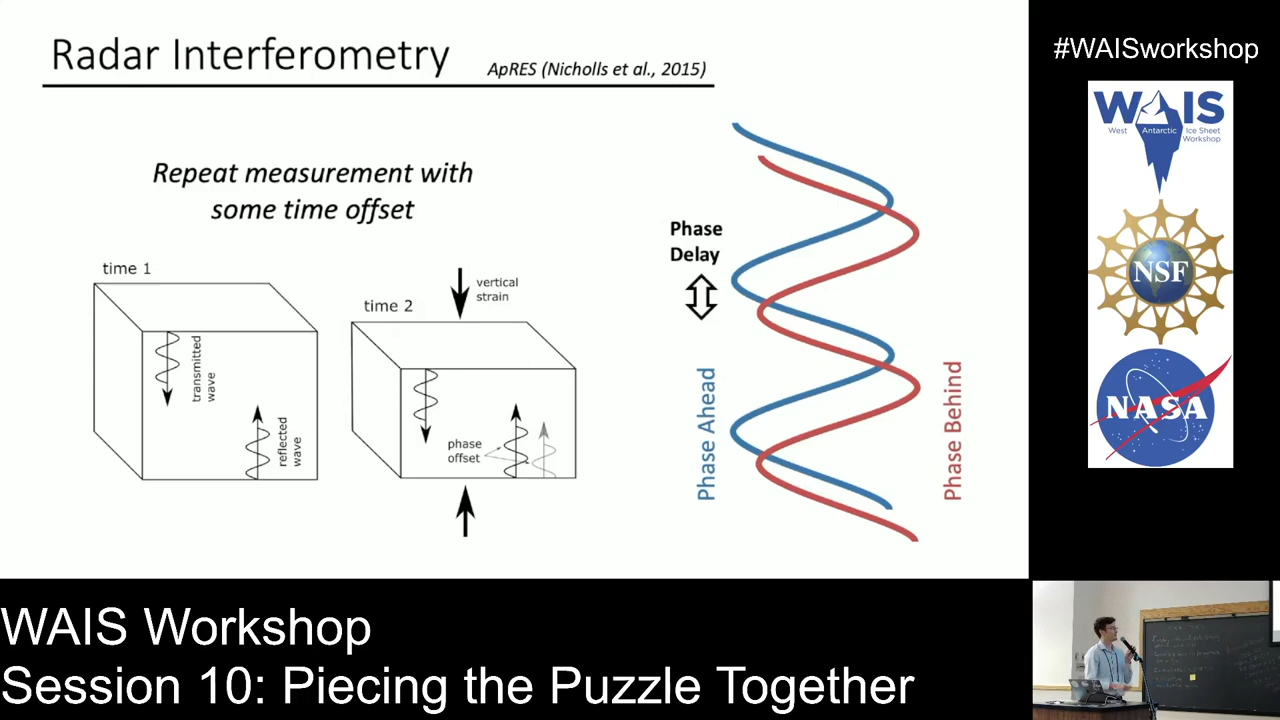 Radar Interferometry
ApRES (Nicholls et al., 2015)
Repeat measurement with
some time offset
time 1
transmitted
wave
reflected
wave
time 2
vertical
strain
phase
offset
Phase
Delay
Phase Ahead
Phase Behind
#WAISworkshop
WAIS
West Antarctic Ice Sheet
Workshop
NSF
NASA
WAIS Workshop
Session 10: Piecing the Puzzle Together